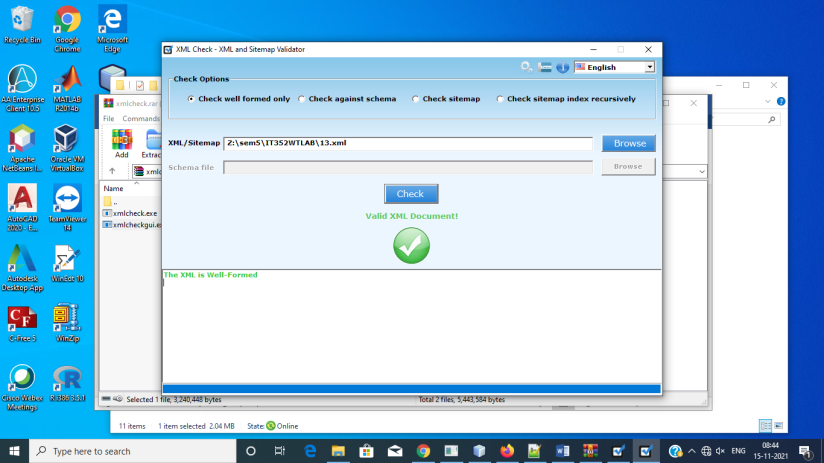 Recycle Bin
Google Chrome
Microsoft Edge
AA Enterprise Client 10.5
MATLAB R2014b
Apache NetBeans I...
Oracle VM VirtualBox
AutoCAD 2020 - E...
TeamViewer 14
Autodesk Desktop App
WinEdt 10
C-Free 5
WinZip
Cisco Webex Meetings
R i386 3.5.1
xmlcheck.rar
File Commands
Add Extrac
xmlc
Name
..
xmlcheck.exe
xmlcheckgui.e
Selected 1 file, 3,240,448 bytes
Total 2 files, 5,443,584 bytes
11 items 1 item selected 2.04 MB State: Online
XML Check - XML and Sitemap Validator
English
Check Options
Check well formed only Check against schema Check sitemap Check sitemap index recursively
XML/Sitemap Z:\sem5\IT352WTLAB\13.xml Browse
Schema file Browse
Check
Valid XML Document!
The XML is Well-Formed
Type here to search
ENG
08:44
15-11-2021